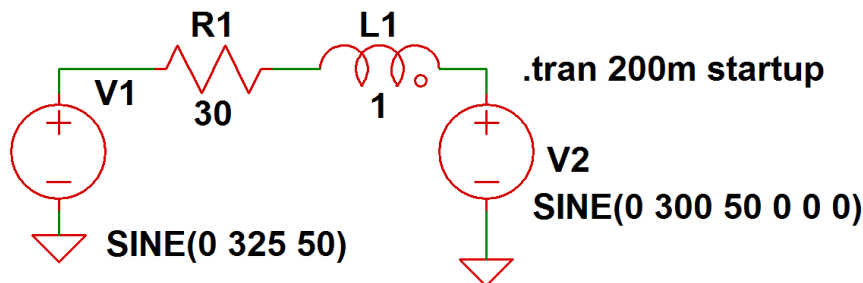 R1
L1
.tran 200m startup
V1
30
1
V2
SINE(0 300 50 0 0 0)
SINE(0 325 50)